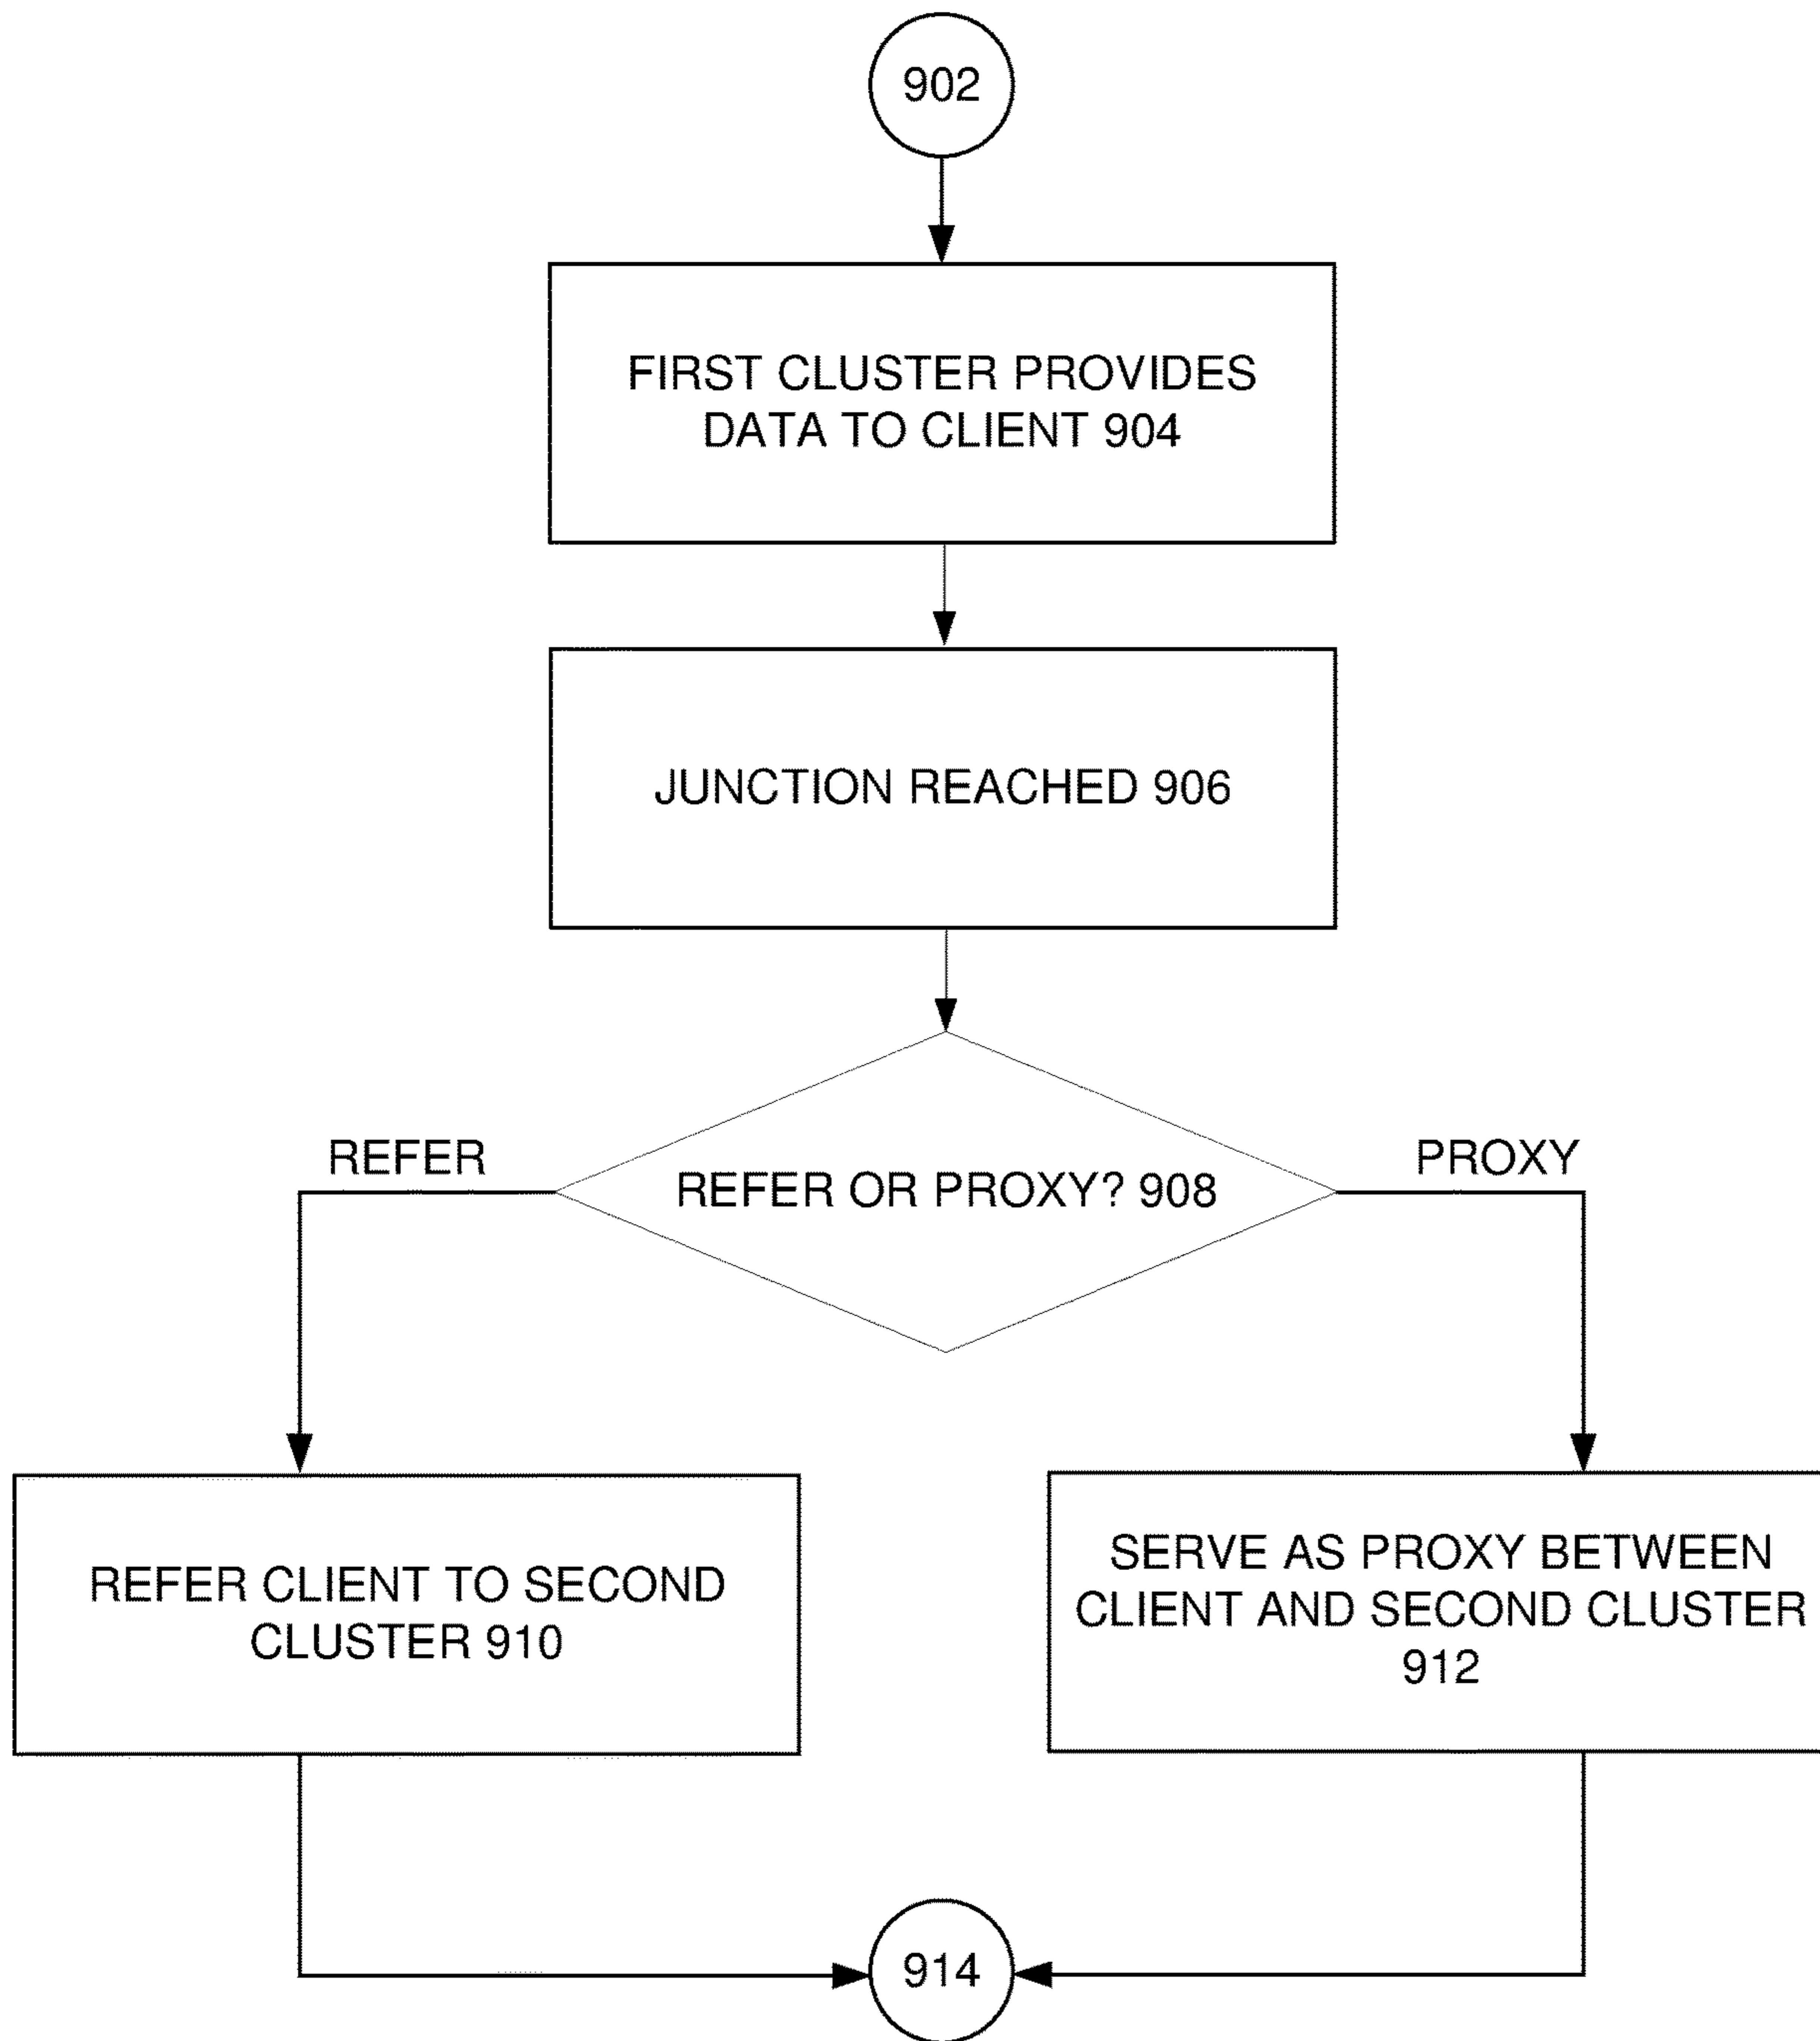 902
FIRST CLUSTER PROVIDES
DATA TO CLIENT 904
JUNCTION REACHED 906
REFER
PROXY
REFER OR PROXY? 908
REFER CLIENT TO SECOND
CLUSTER 910
SERVE AS PROXY BETWEEN
CLIENT AND SECOND CLUSTER
912
914